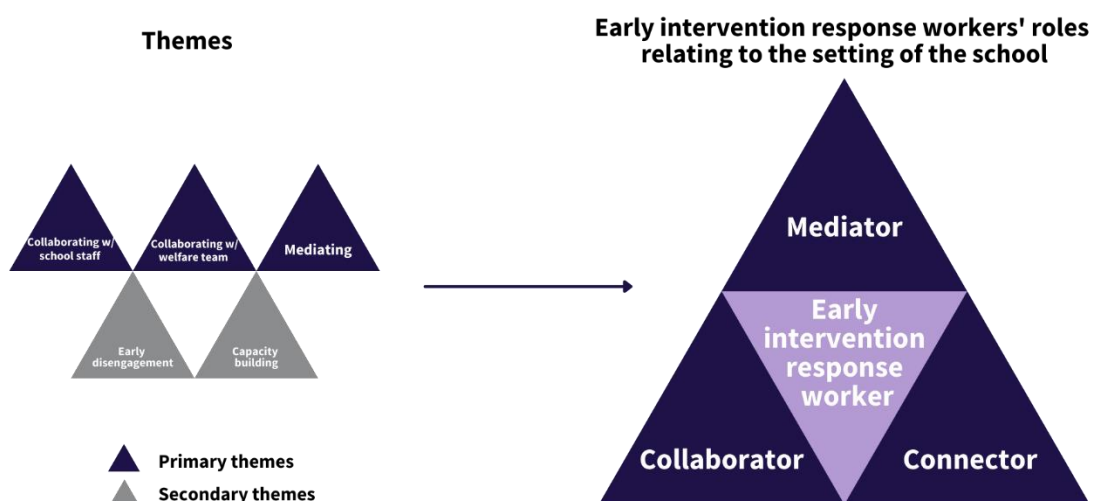 Themes
Collaborating w/
school staff
Collaborating w/
welfare team
Mediating
Early
disengagement
Capacity
building
Primary themes
Secondary themes
Early intervention response workers' roles
relating to the setting of the school
Mediator
Early
intervention
response
worker
Collaborator
Connector